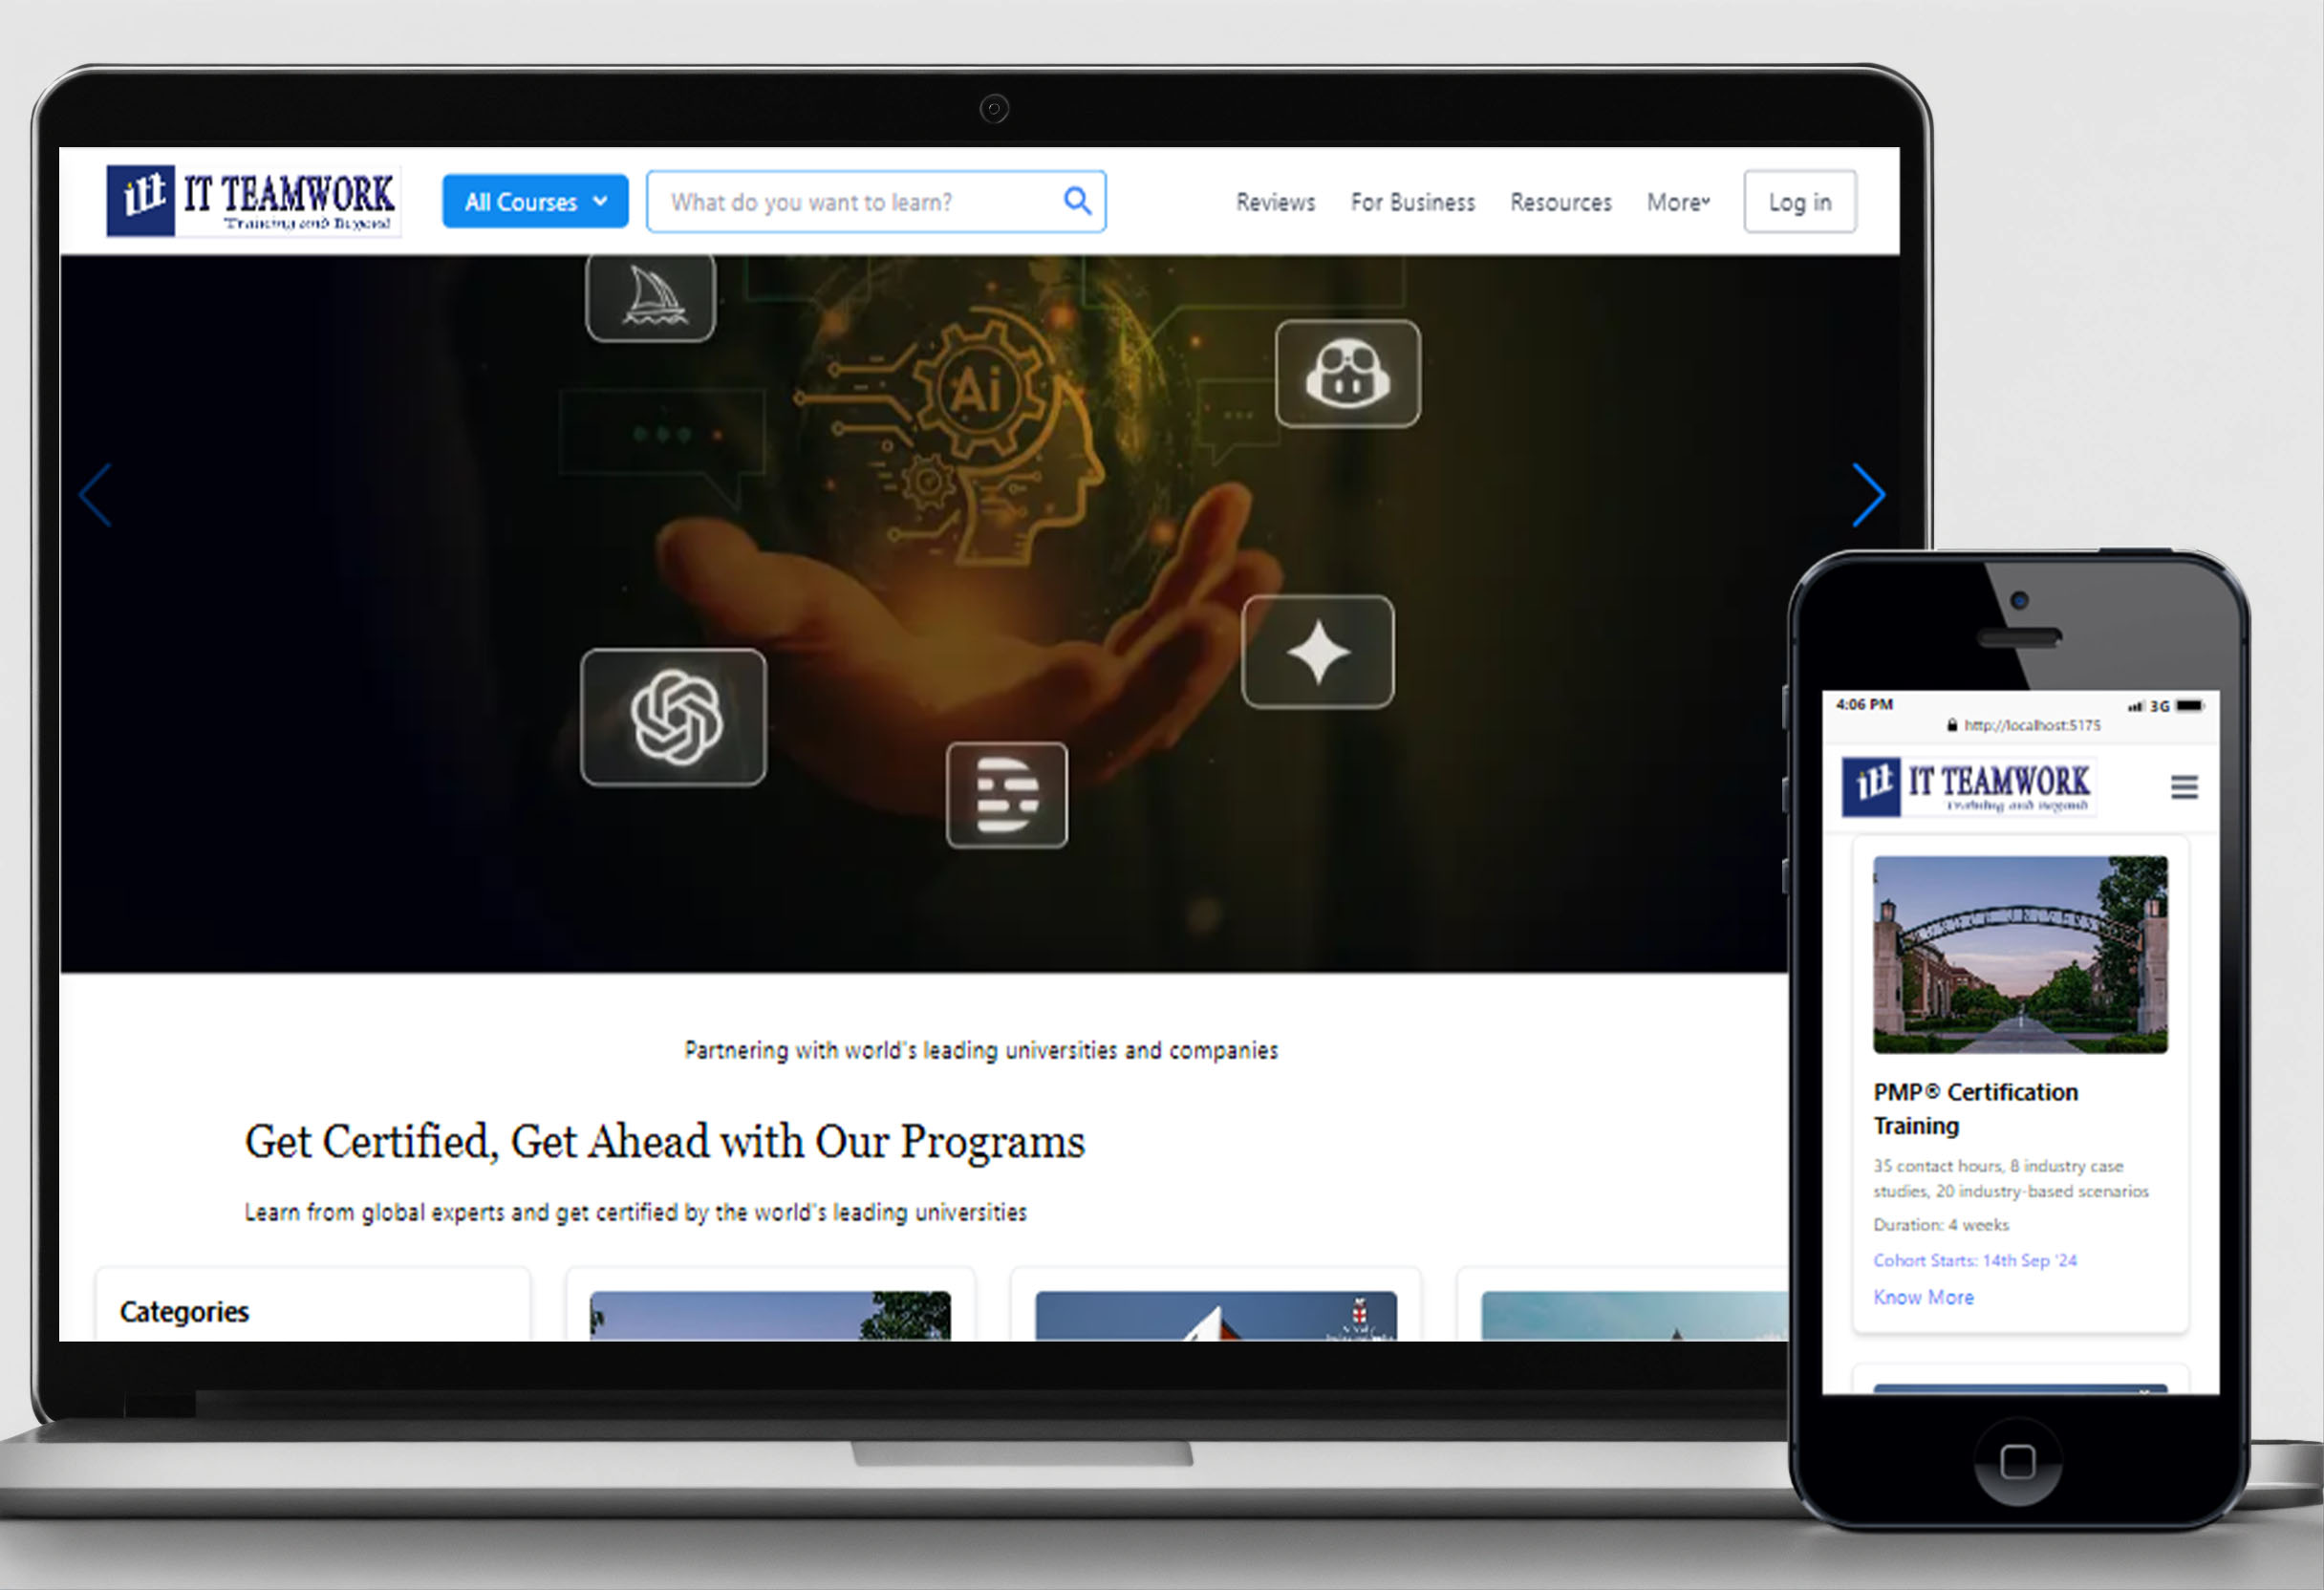 itt IT TEAMWORK
Training and Beyond
All Courses
What do you want to learn?
Reviews
For Business
Resources
More
Log in
Ai
Partnering with world's leading universities and companies
Get Certified, Get Ahead with Our Programs
Learn from global experts and get certified by the world's leading universities
Categories
4:06 PM
3G
http://localhost:5175
itt IT TEAMWORK
Training and Beyond
PMP® Certification
Training
35 contact hours, 8 industry case
studies, 20 industry-based scenarios
Duration: 4 weeks
Cohort Starts: 14th Sep '24
Know More